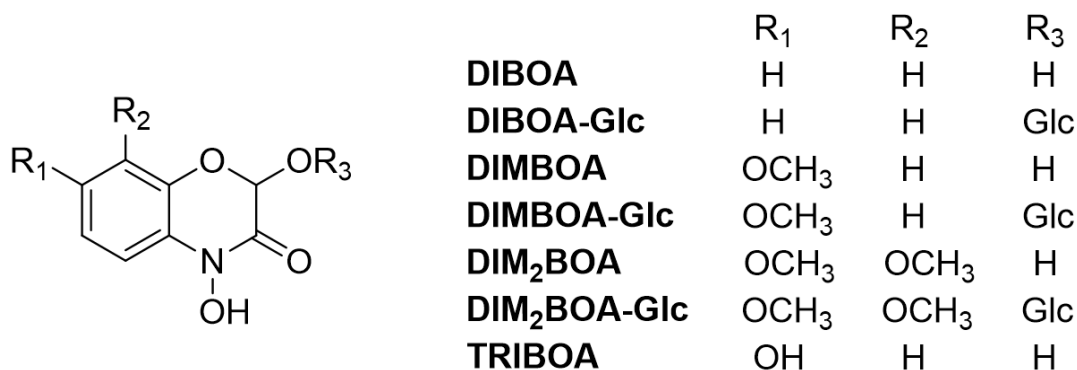 R₁ R₂ R₃
DIBOA H H H
DIBOA-Glc H H Glc
DIMBOA OCH₃ H H
DIMBOA-Glc OCH₃ H Glc
DIM₂BOA OCH₃ OCH₃ H
DIM₂BOA-Glc OCH₃ OCH₃ Glc
TRIBOA OH H H
R₂
R₁ O OR₃
N O
OH